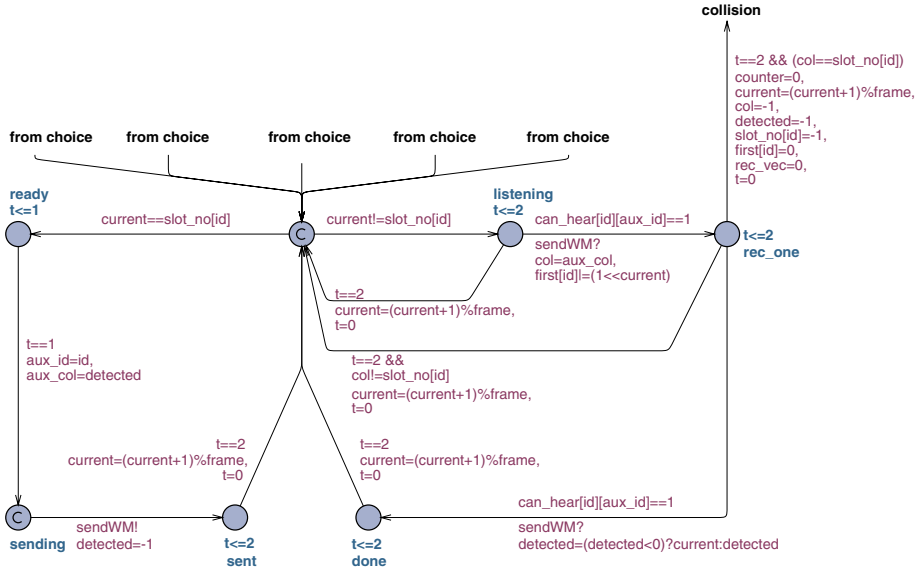 collision
t==2 && (col==slot_no[id])
counter=0,
current=(current+1)%frame,
col=-1,
detected=-1,
slot_no[id]=-1,
first[id]=0,
rec_vec=0,
t=0
from choice from choice from choice from choice from choice
ready
t<=1
current==slot_no[id]
C
current!=slot_no[id]
listening
t<=2
can_hear[id][aux_id]==1
sendWM?
col=aux_col,
first[id]|=(1<<current)
t<=2
rec_one
t==2
current=(current+1)%frame,
t=0
t==2 &&
col!=slot_no[id]
current=(current+1)%frame,
t=0
t==1
aux_id=id,
aux_col=detected
t==2
current=(current+1)%frame,
t=0
t==2
current=(current+1)%frame,
t=0
C
sending
sendWM!
detected=-1
t<=2
sent
t<=2
done
can_hear[id][aux_id]==1
sendWM?
detected=(detected<0)?current:detected